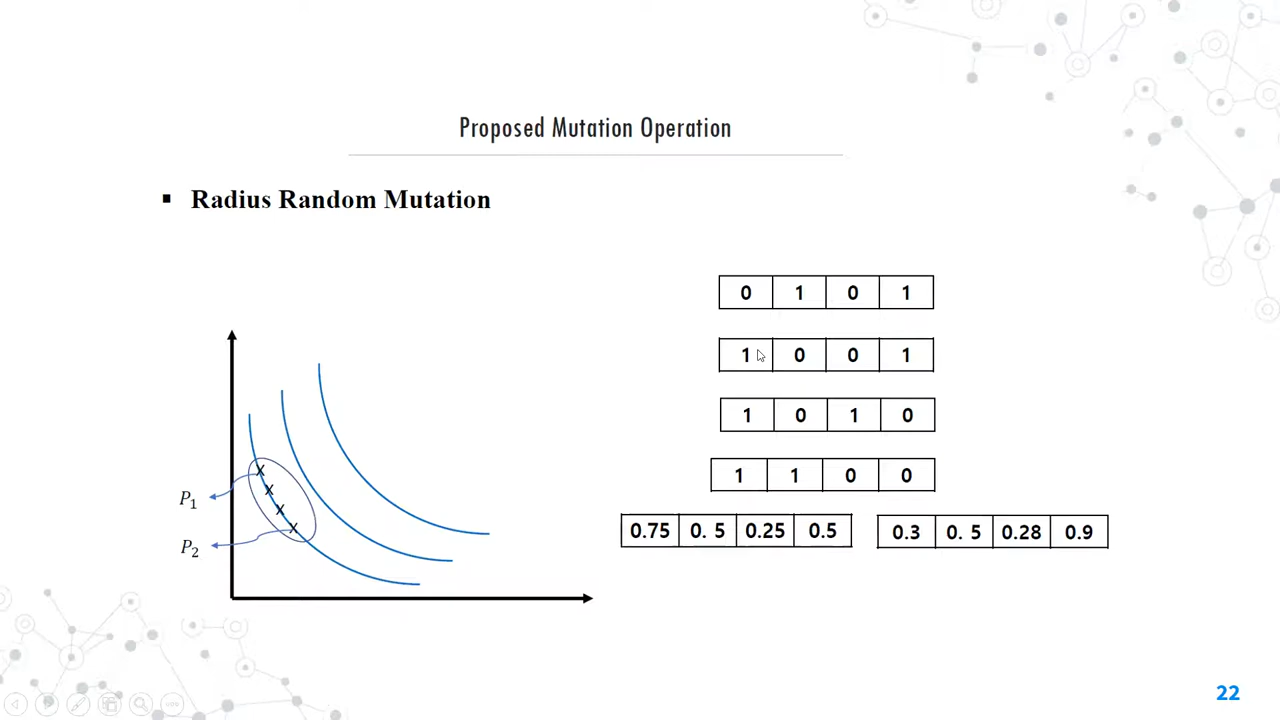 Proposed Mutation Operation
▪ Radius Random Mutation
0 1 0 1
1 0 0 1
1 0 1 0
1 1 0 0
0.75 0. 5 0.25 0.5
0.3 0. 5 0.28 0.9
X
X
X
X
P1
P2
22